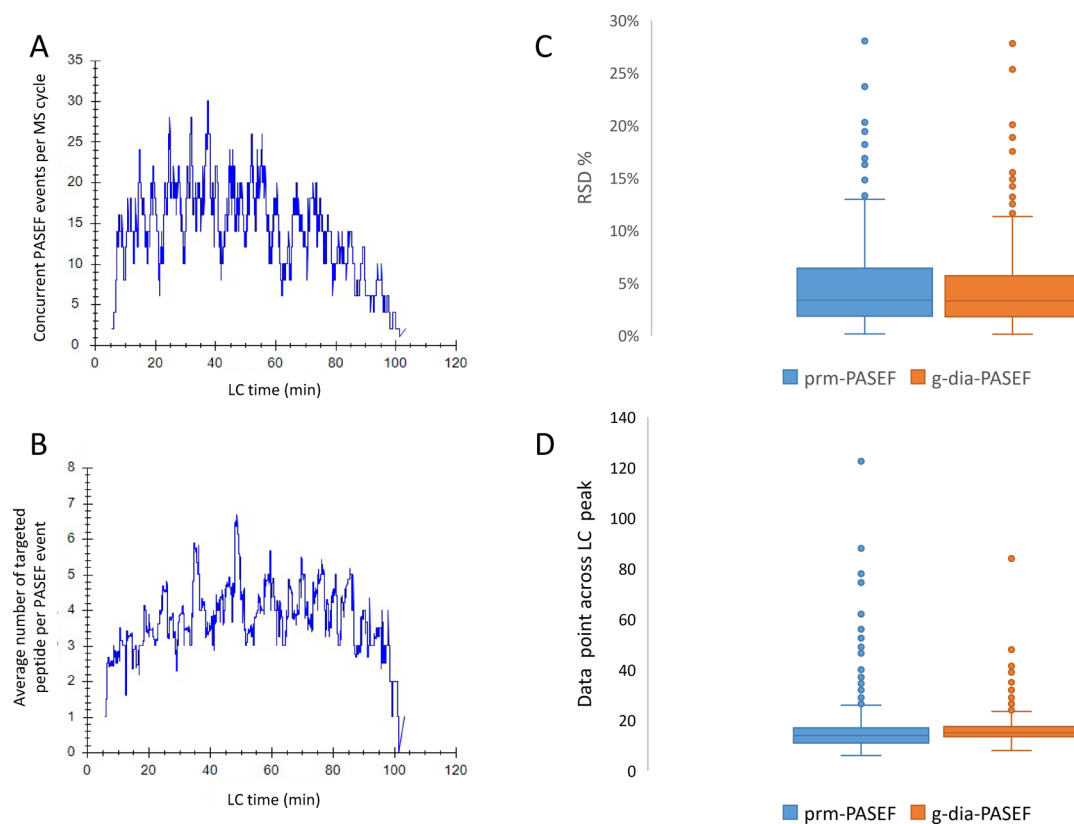 A
Concurrent PASEF events per MS cycle
35
30
25
20
15
10
5
0
0 20 40 60 80 100 120
LC time (min)
B
Average number of targeted
peptide per PASEF event
8
7
6
5
4
3
2
1
0
0 20 40 60 80 100 120
LC time (min)
C
RSD %
30%
25%
20%
15%
10%
5%
0%
prm-PASEF g-dia-PASEF
D
Data point across LC peak
140
120
100
80
60
40
20
0
prm-PASEF g-dia-PASEF